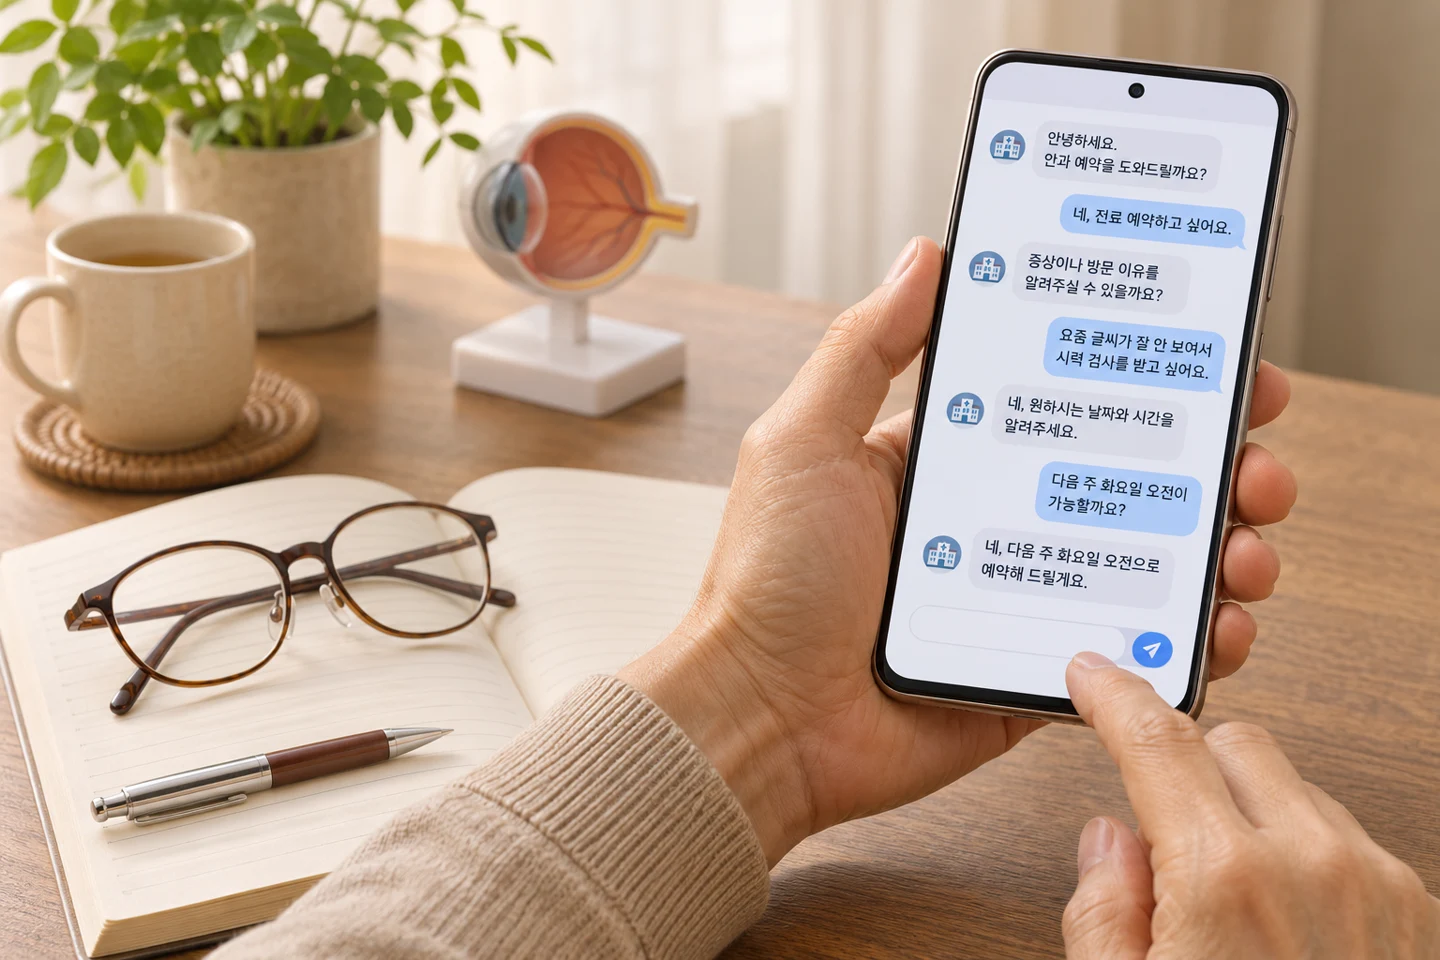 안녕하세요.
안과 예약을 도와드릴까요?
네, 전료 예약하고 싶어요.
증상이나 방문 이유를
알려주실 수 있을까요?
요즘 글씨가 잘 안 보여서
시력 검사를 받고 싶어요.
네, 원하시는 날짜와 시간을
알려주세요.
다음 주 화요일 오전이
가능할까요?
네, 다음 주 화요일 오전으로
예약해 드릴게요.